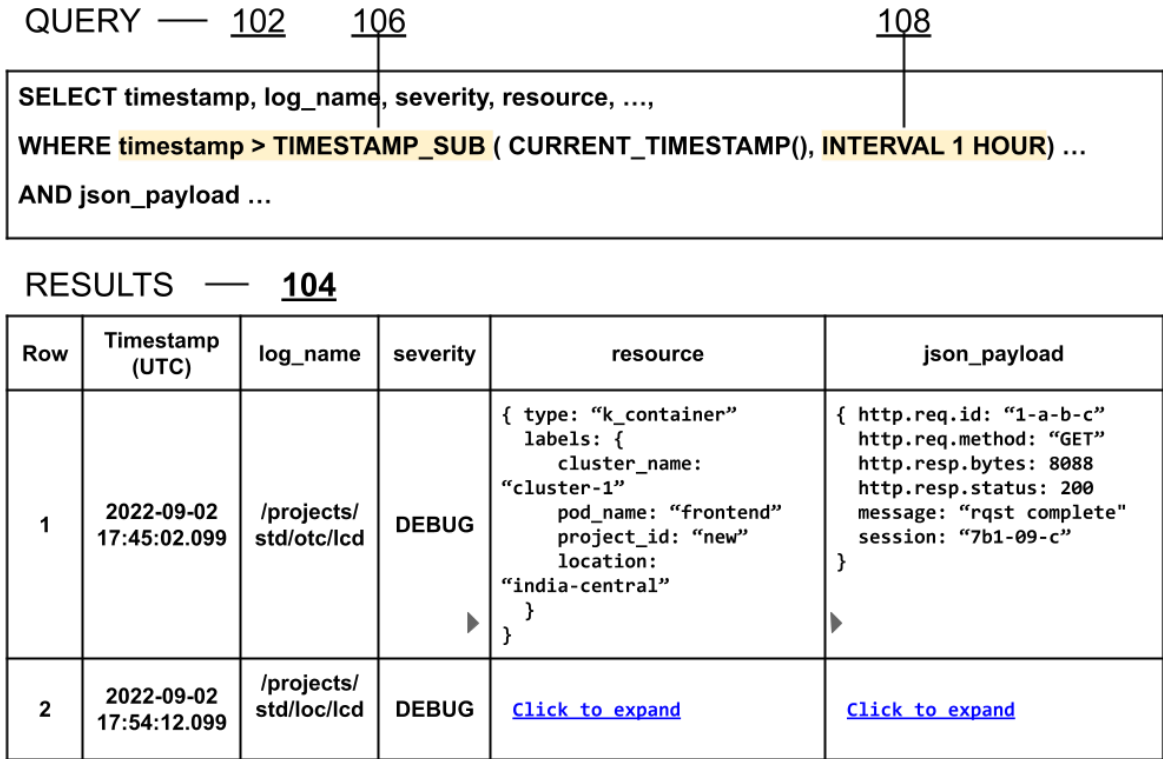 QUERY — 102 106 108
SELECT timestamp, log_name, severity, resource, …,
WHERE timestamp > TIMESTAMP_SUB ( CURRENT_TIMESTAMP(), INTERVAL 1 HOUR) …
AND json_payload …
RESULTS — 104
Row
Timestamp
(UTC)
log_name
severity
resource
json_payload
1
2022-09-02
17:45:02.099
/projects/
std/otc/lcd
DEBUG
{ type: “k_container”
labels: {
cluster_name:
“cluster-1”
pod_name: “frontend”
project_id: “new”
location:
“india-central”
}
}
{ http.req.id: “1-a-b-c”
http.req.method: “GET”
http.resp.bytes: 8088
http.resp.status: 200
message: “rqst complete"
session: “7b1-09-c”
}
2
2022-09-02
17:54:12.099
/projects/
std/loc/lcd
DEBUG
Click to expand
Click to expand